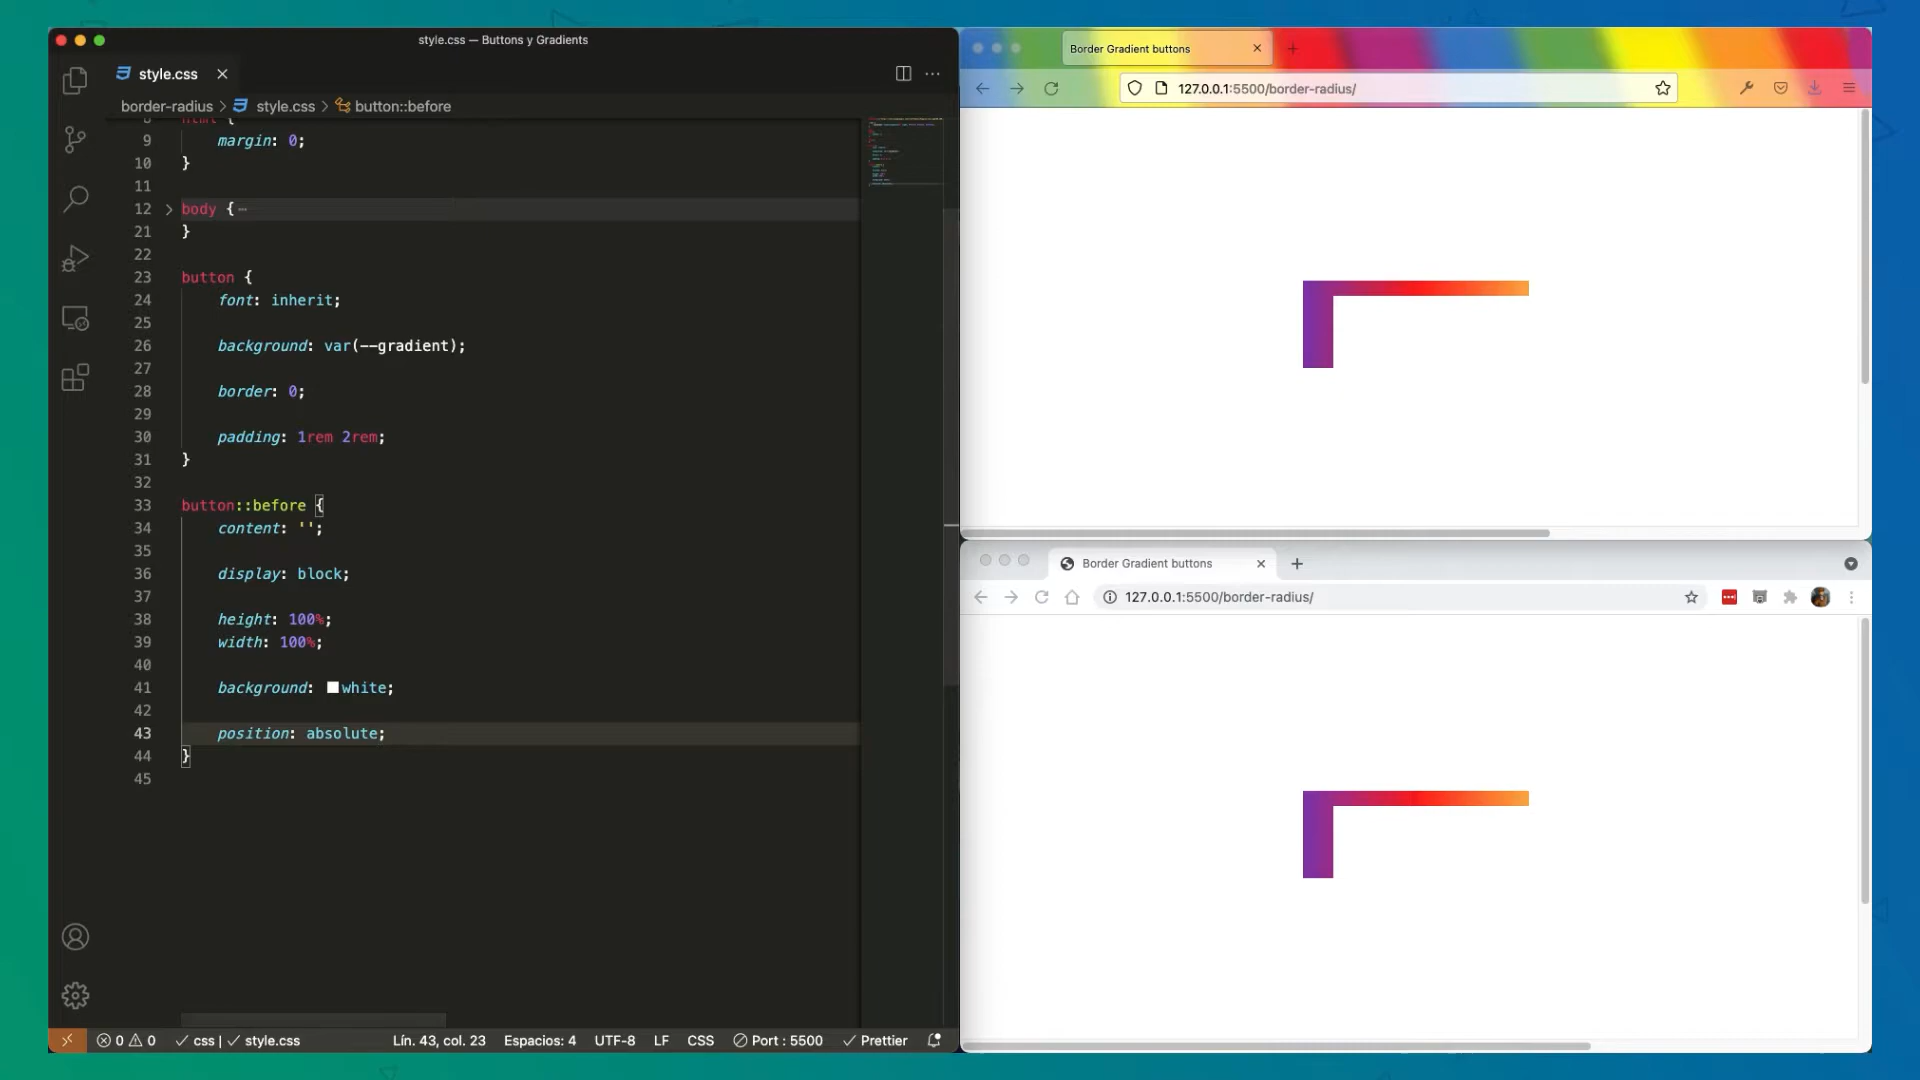 style.css — Buttons y Gradients
style.css
border-radius > style.css > button::before
8 html {
9 margin: 0;
10 }
11
12 body { ⋯
21 }
22
23 button {
24 font: inherit;
25
26 background: var(--gradient);
27
28 border: 0;
29
30 padding: 1rem 2rem;
31 }
32
33 button::before {
34 content: '';
35
36 display: block;
37
38 height: 100%;
39 width: 100%;
40
41 background: white;
42
43 position: absolute;
44 }
45
0 0 css | style.css Lín. 43, col. 23 Espacios: 4 UTF-8 LF CSS Port : 5500 Prettier
Border Gradient buttons
127.0.0.1:5500/border-radius/
Border Gradient buttons
127.0.0.1:5500/border-radius/